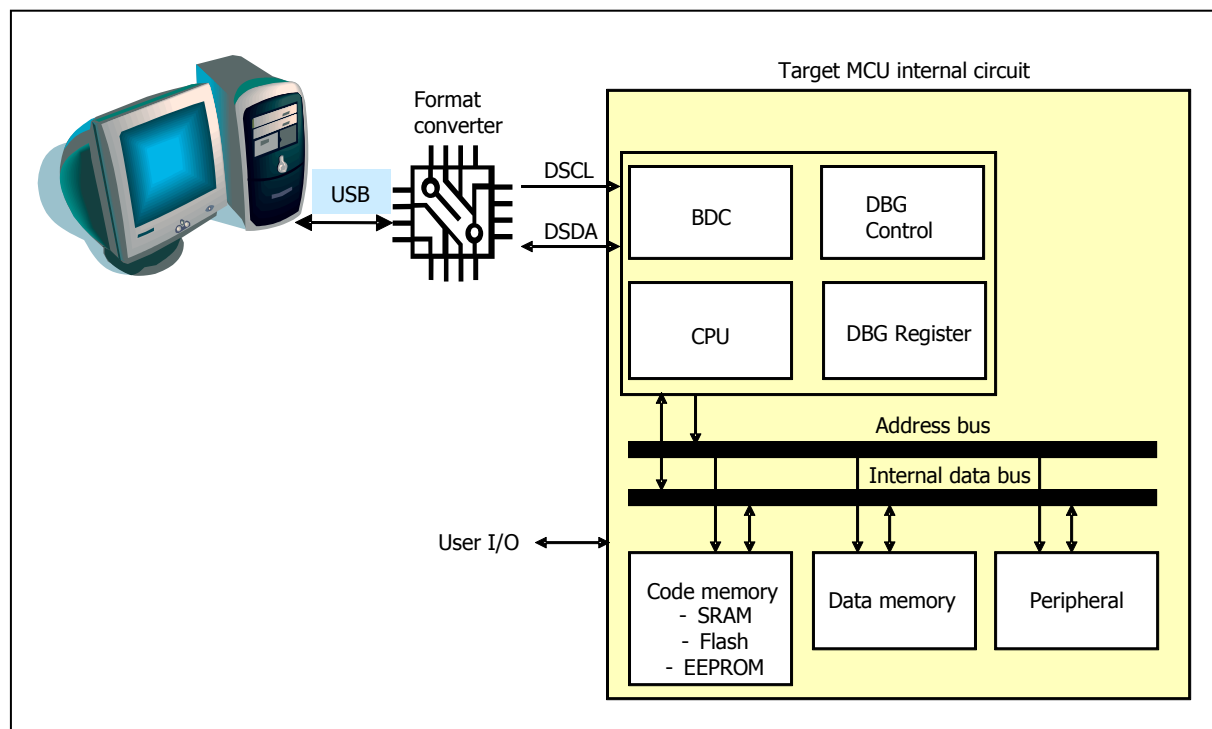 Target MCU internal circuit
Format
converter
USB
DSCL
DSDA
BDC
DBG
Control
CPU
DBG Register
Address bus
Internal data bus
User I/O
Code memory
- SRAM
- Flash
- EEPROM
Data memory
Peripheral